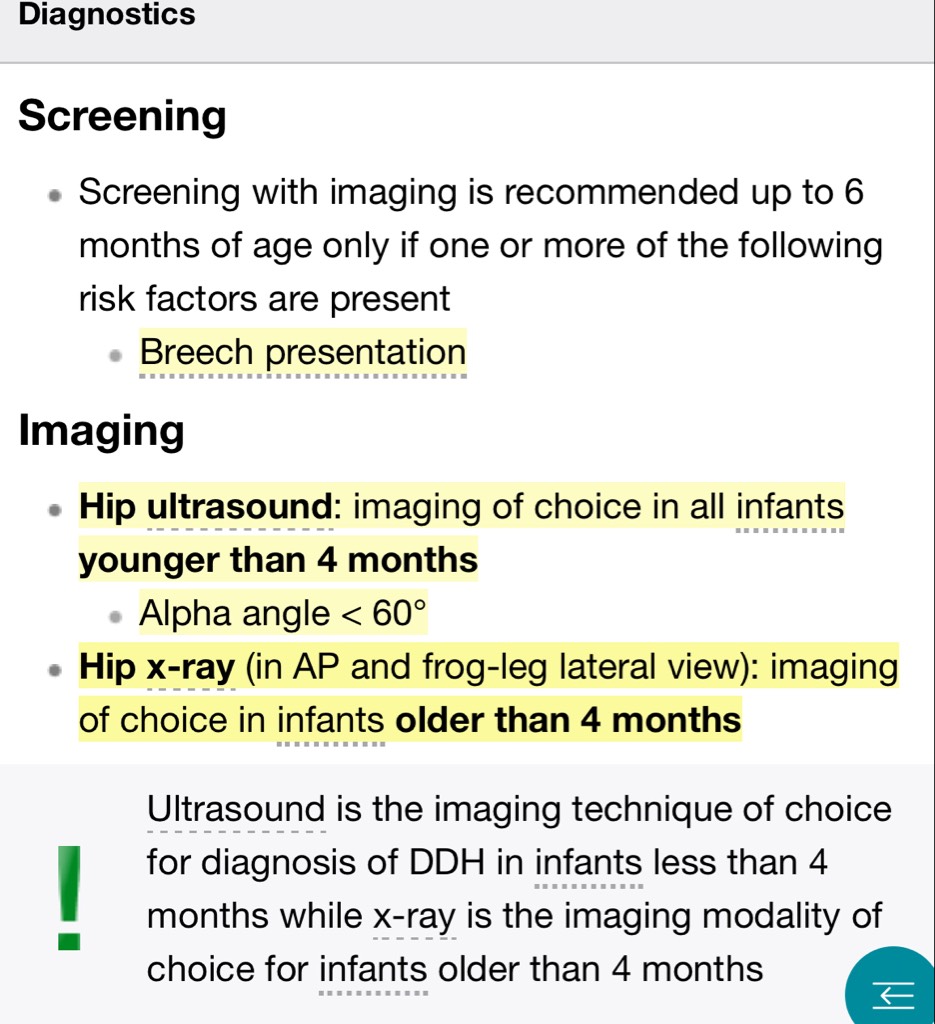 Diagnostics
Screening
Screening with imaging is recommended up to 6
months of age only if one or more of the following
risk factors are present
Breech presentation
Imaging
Hip ultrasound: imaging of choice in all infants
younger than 4 months
Alpha angle < 60°
Hip x-ray (in AP and frog-leg lateral view): imaging
of choice in infants older than 4 months
Ultrasound is the imaging technique of choice
for diagnosis of DDH in infants less than 4
months while x-ray is the imaging modality of
choice for infants older than 4 months